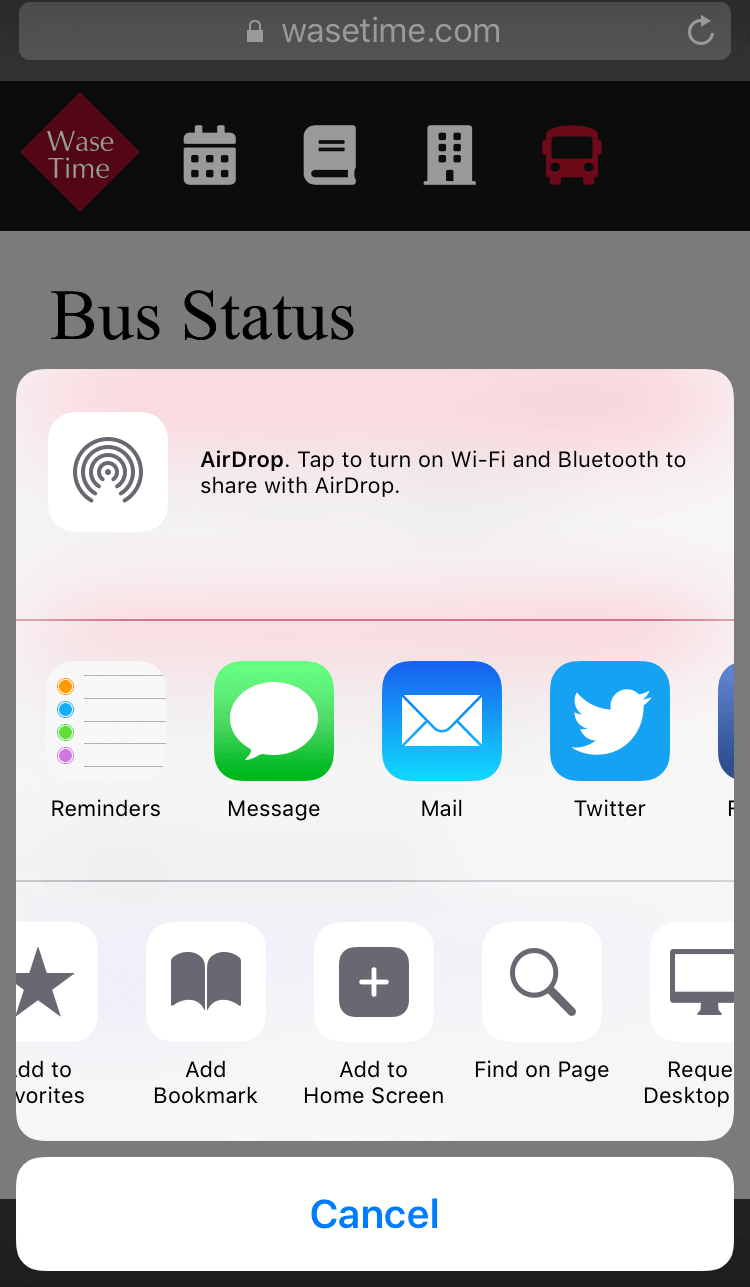 wasetime.com
Wase
Time
Bus Status
AirDrop. Tap to turn on Wi-Fi and Bluetooth to
share with AirDrop.
Reminders
Message
Mail
Twitter
F
dd to
vorites
Add
Bookmark
Add to
Home Screen
Find on Page
Reque
Desktop
Cancel